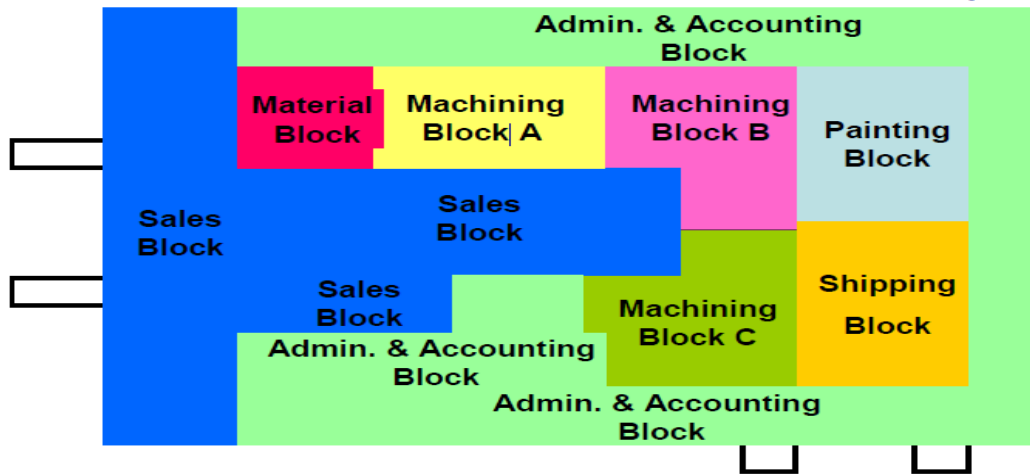 Admin. & Accounting
Block
Material
Block
Machining
Block A
Machining
Block B
Painting
Block
Sales
Block
Sales
Block
Sales
Block
Machining
Block C
Shipping
Block
Admin. & Accounting
Block
Admin. & Accounting
Block